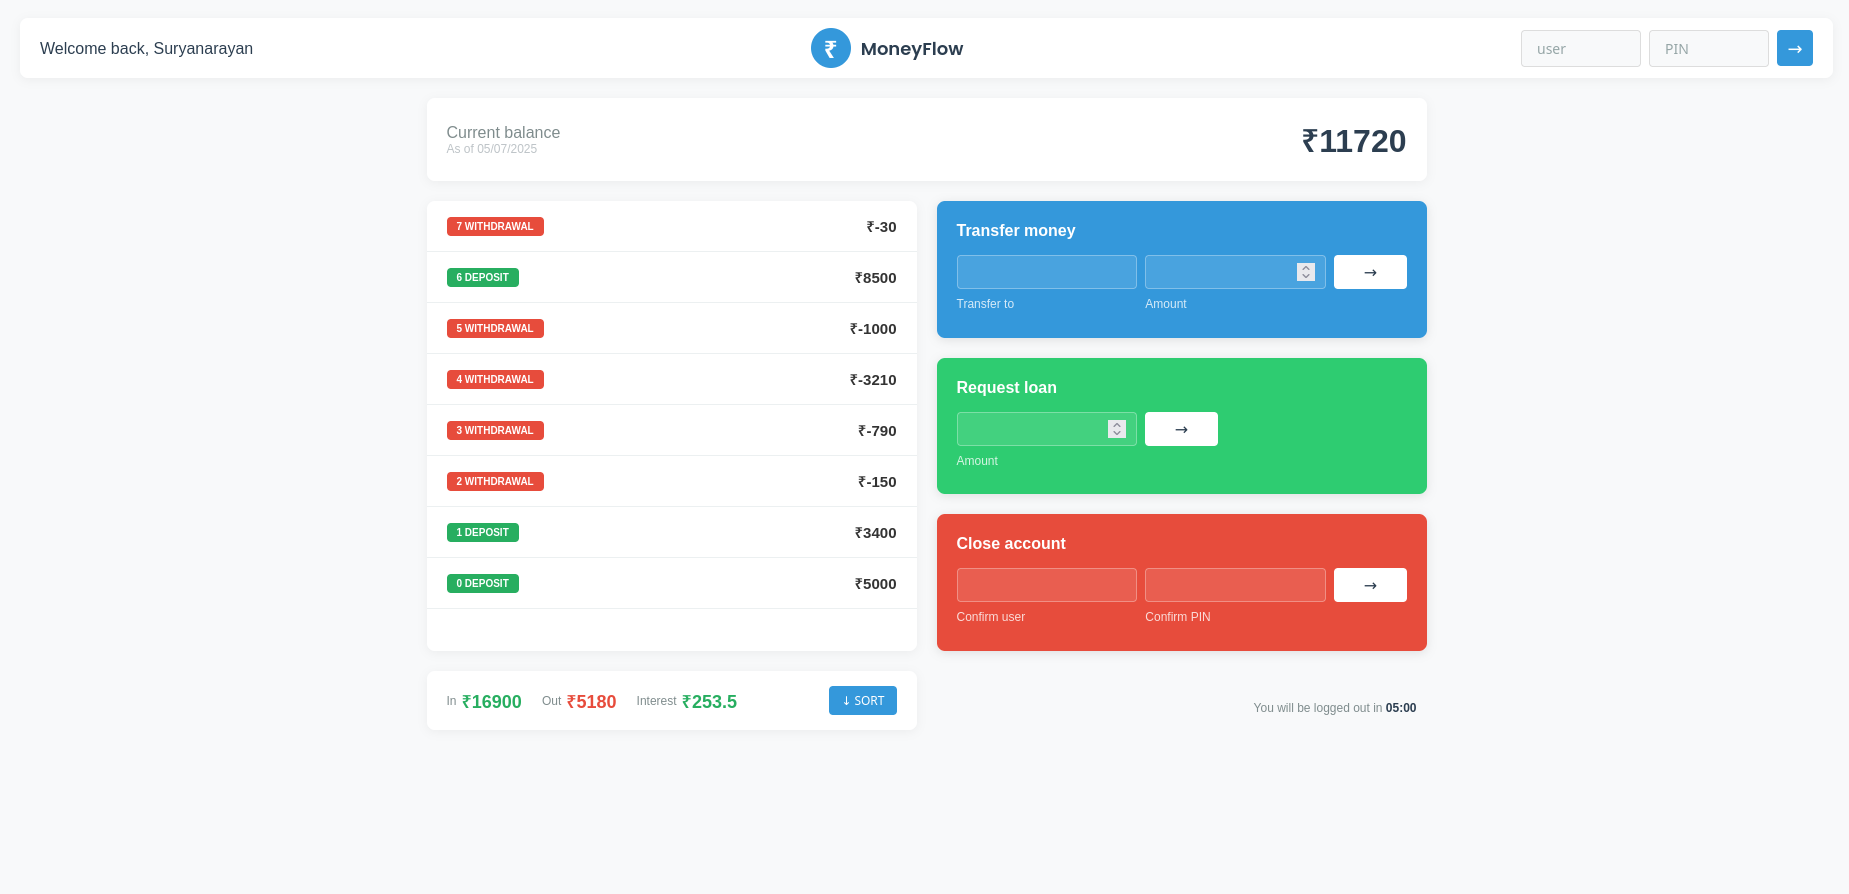 Welcome back, Suryanarayan
₹ MoneyFlow
user PIN →
Current balance
As of 05/07/2025
₹11720
7 WITHDRAWAL ₹-30
6 DEPOSIT ₹8500
5 WITHDRAWAL ₹-1000
4 WITHDRAWAL ₹-3210
3 WITHDRAWAL ₹-790
2 WITHDRAWAL ₹-150
1 DEPOSIT ₹3400
0 DEPOSIT ₹5000
Transfer money
→
Transfer to Amount
Request loan
→
Amount
Close account
→
Confirm user Confirm PIN
In ₹16900 Out ₹5180 Interest ₹253.5 ↓ SORT
You will be logged out in 05:00